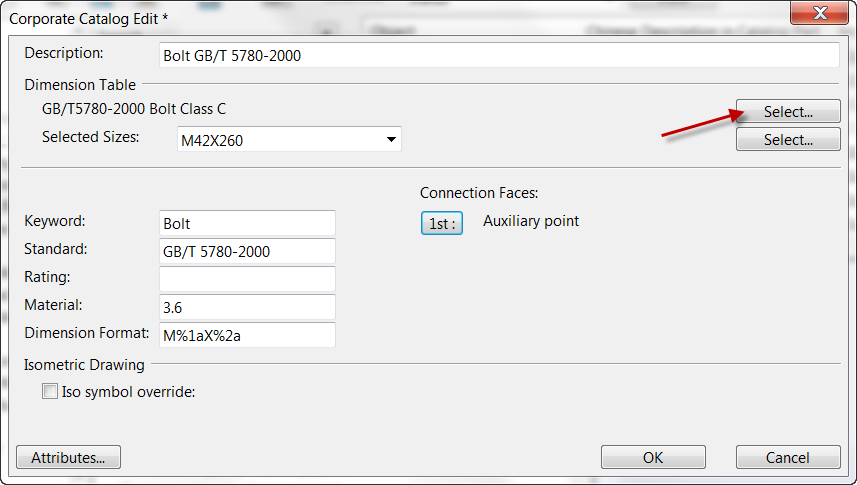 Corporate Catalog Edit *
Description: Bolt GB/T 5780-2000
Dimension Table
GB/T5780-2000 Bolt Class C Select...
Selected Sizes: M42X260 Select...
Connection Faces:
Keyword: Bolt 1st : Auxiliary point
Standard: GB/T 5780-2000
Rating:
Material: 3.6
Dimension Format: M%1aX%2a
Isometric Drawing
Iso symbol override:
Attributes... OK Cancel